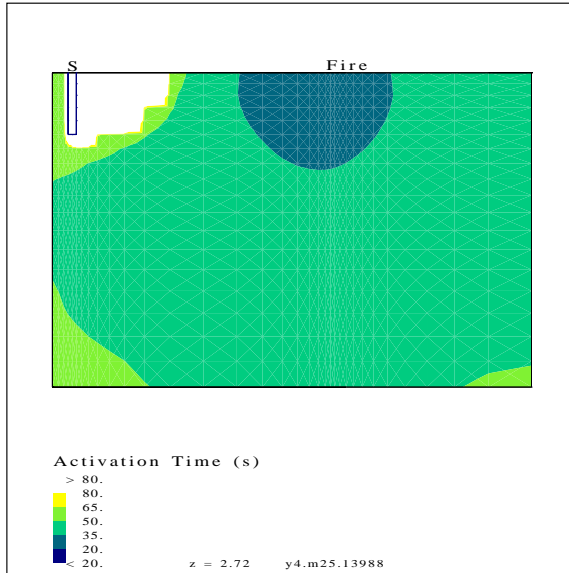 S Fire
Activation Time (s)
> 80.
80.
65.
50.
35.
20.
< 20. z = 2.72 y4.m25.13988